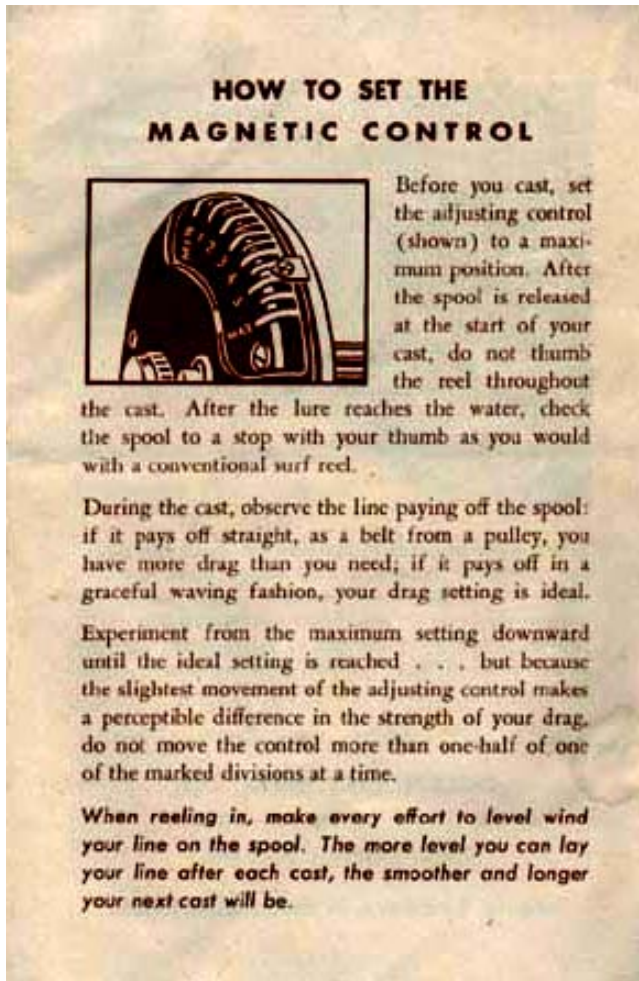 HOW TO SET THE
MAGNETIC CONTROL
MIN 1 2 3 4 5 MAX
Before you cast, set
the adjusting control
(shown) to a maxi-
mum position. After
the spool is released
at the start of your
cast, do not thumb
the reel throughout
the cast. After the lure reaches the water, check
the spool to a stop with your thumb as you would
with a conventional surf reel.
During the cast, observe the line paying off the spool:
if it pays off straight, as a belt from a pulley, you
have more drag than you need; if it pays off in a
graceful waving fashion, your drag setting is ideal.
Experiment from the maximum setting downward
until the ideal setting is reached . . . but because
the slightest movement of the adjusting control makes
a perceptible difference in the strength of your drag,
do not move the control more than one-half of one
of the marked divisions at a time.
When reeling in, make every effort to level wind
your line on the spool. The more level you can lay
your line after each cast, the smoother and longer
your next cast will be.